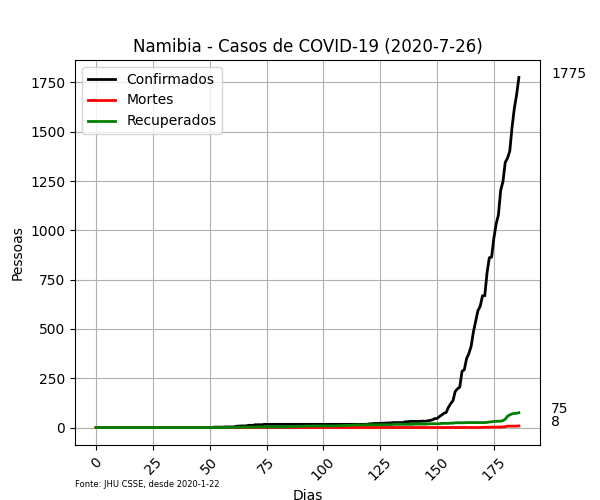 Namibia - Casos de COVID-19 (2020-7-26)
Confirmados
Mortes
Recuperados
1775
75
8
Pessoas
1750
1500
1250
1000
750
500
250
0
0
25
50
75
100
125
150
175
Dias
Fonte: JHU CSSE, desde 2020-1-22